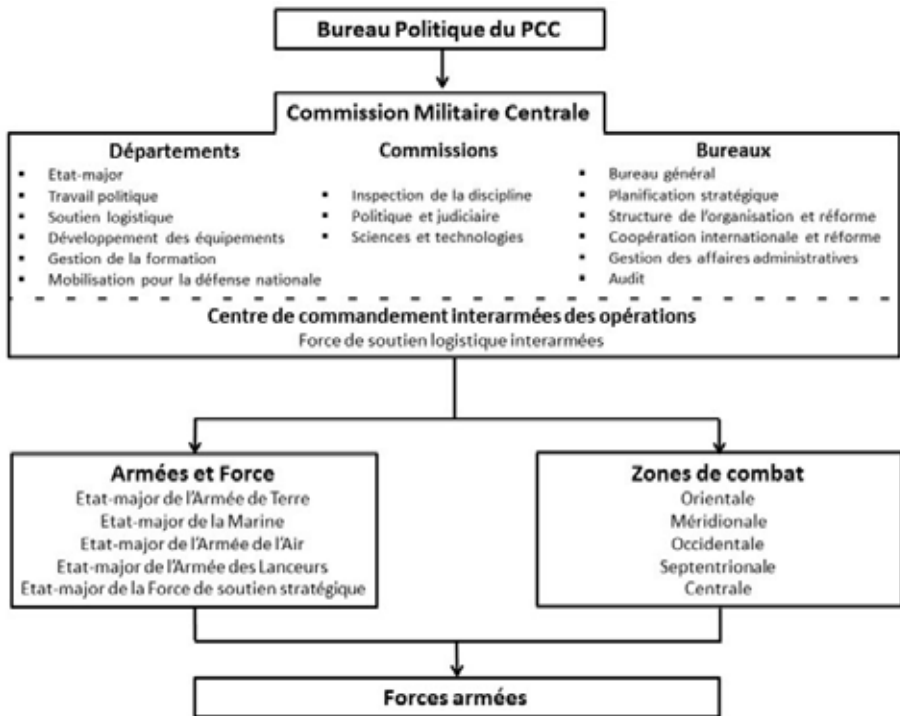 Bureau Politique du PCC
Commission Militaire Centrale
Départements
Etat-major
Travail politique
Soutien logistique
Développement des équipements
Gestion de la formation
Mobilisation pour la défense nationale
Commissions
Inspection de la discipline
Politique et judiciaire
Sciences et technologies
Bureaux
Bureau général
Planification stratégique
Structure de l'organisation et réforme
Coopération internationale et réforme
Gestion des affaires administratives
Audit
Centre de commandement interarmées des opérations
Force de soutien logistique interarmées
Armées et Force
Etat-major de l'Armée de Terre
Etat-major de la Marine
Etat-major de l'Armée de l'Air
Etat-major de l'Armée des Lanceurs
Etat-major de la Force de soutien stratégique
Zones de combat
Orientale
Méridionale
Occidentale
Septentrionale
Centrale
Forces armées